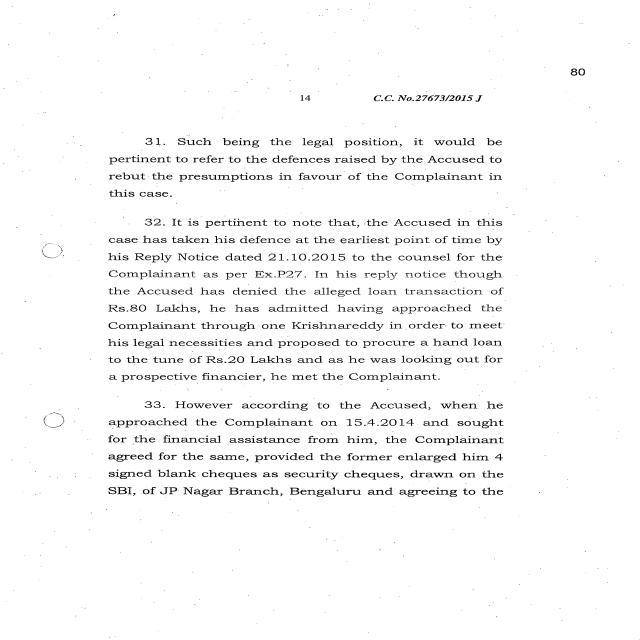 80
14 C.C. No.27673/2015 J
31. Such being the legal position, it would be
pertinent to refer to the defences raised by the Accused to
rebut the presumptions in favour of the Complainant in
this case.
32. It is pertinent to note that, the Accused in this
case has taken his defence at the earliest point of time by
his Reply Notice dated 21.10.2015 to the counsel for the
Complainant as per Ex.P27. In his reply notice though
the Accused has denied the alleged loan transaction of
Rs.80 Lakhs, he has admitted having approached the
Complainant through one Krishnareddy in order to meet
his legal necessities and proposed to procure a hand loan
to the tune of Rs.20 Lakhs and as he was looking out for
a prospective financier, he met the Complainant.
33. However according to the Accused, when he
approached the Complainant on 15.4.2014 and sought
for the financial assistance from him, the Complainant
agreed for the same, provided the former enlarged him 4
signed blank cheques as security cheques, drawn on the
SBI, of JP Nagar Branch, Bengaluru and agreeing to the